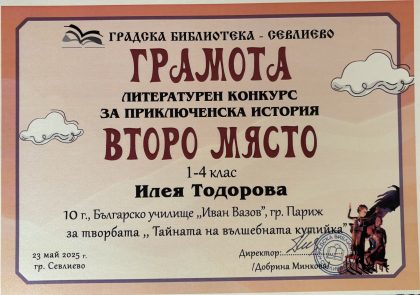 ГРАДСКА БИБЛИОТЕКА - СЕВЛИЕВО
ГРАМОТА
ЛИТЕРАТУРЕН КОНКУРС
ЗА ПРИКЛЮЧЕНСКА ИСТОРИЯ
ВТОРО МЯСТО
1-4 клас
Илея Тодорова
10 г., Българско училище „Иван Вазов", гр. Париж
за творбата ,, Тайната на вълшебната кутийка"
23 май 2025 г.
гр. Севлиево
Директор:
/Добрина Минкова/